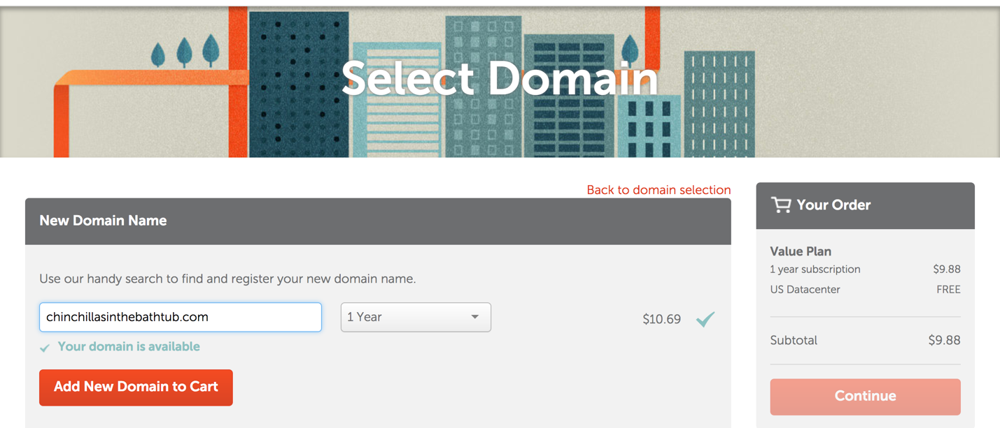 Select Domain
Back to domain selection
New Domain Name
Use our handy search to find and register your new domain name.
chinchillasinthebathtub.com
1 Year
$10.69
Your domain is available
Add New Domain to Cart
Your Order
Value Plan
1 year subscription $9.88
US Datacenter FREE
Subtotal $9.88
Continue